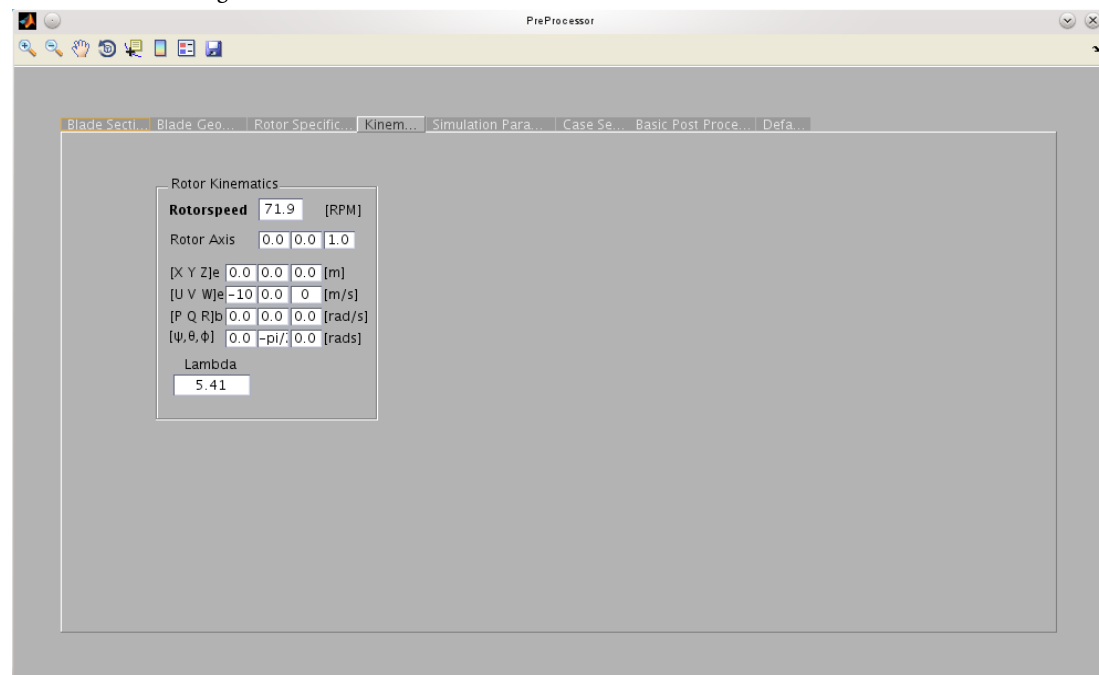 PreProcessor
Blade Secti... Blade Geo... Rotor Specific... Kinem... Simulation Para... Case Se... Basic Post Proce... Defa...
Rotor Kinematics
Rotorspeed 71.9 [RPM]
Rotor Axis 0.0 0.0 1.0
[X Y Z]e 0.0 0.0 0.0 [m]
[U V W]e -10 0.0 0 [m/s]
[P Q R]b 0.0 0.0 0.0 [rad/s]
[ψ,θ,φ] 0.0 -pi/ 0.0 [rads]
Lambda
5.41